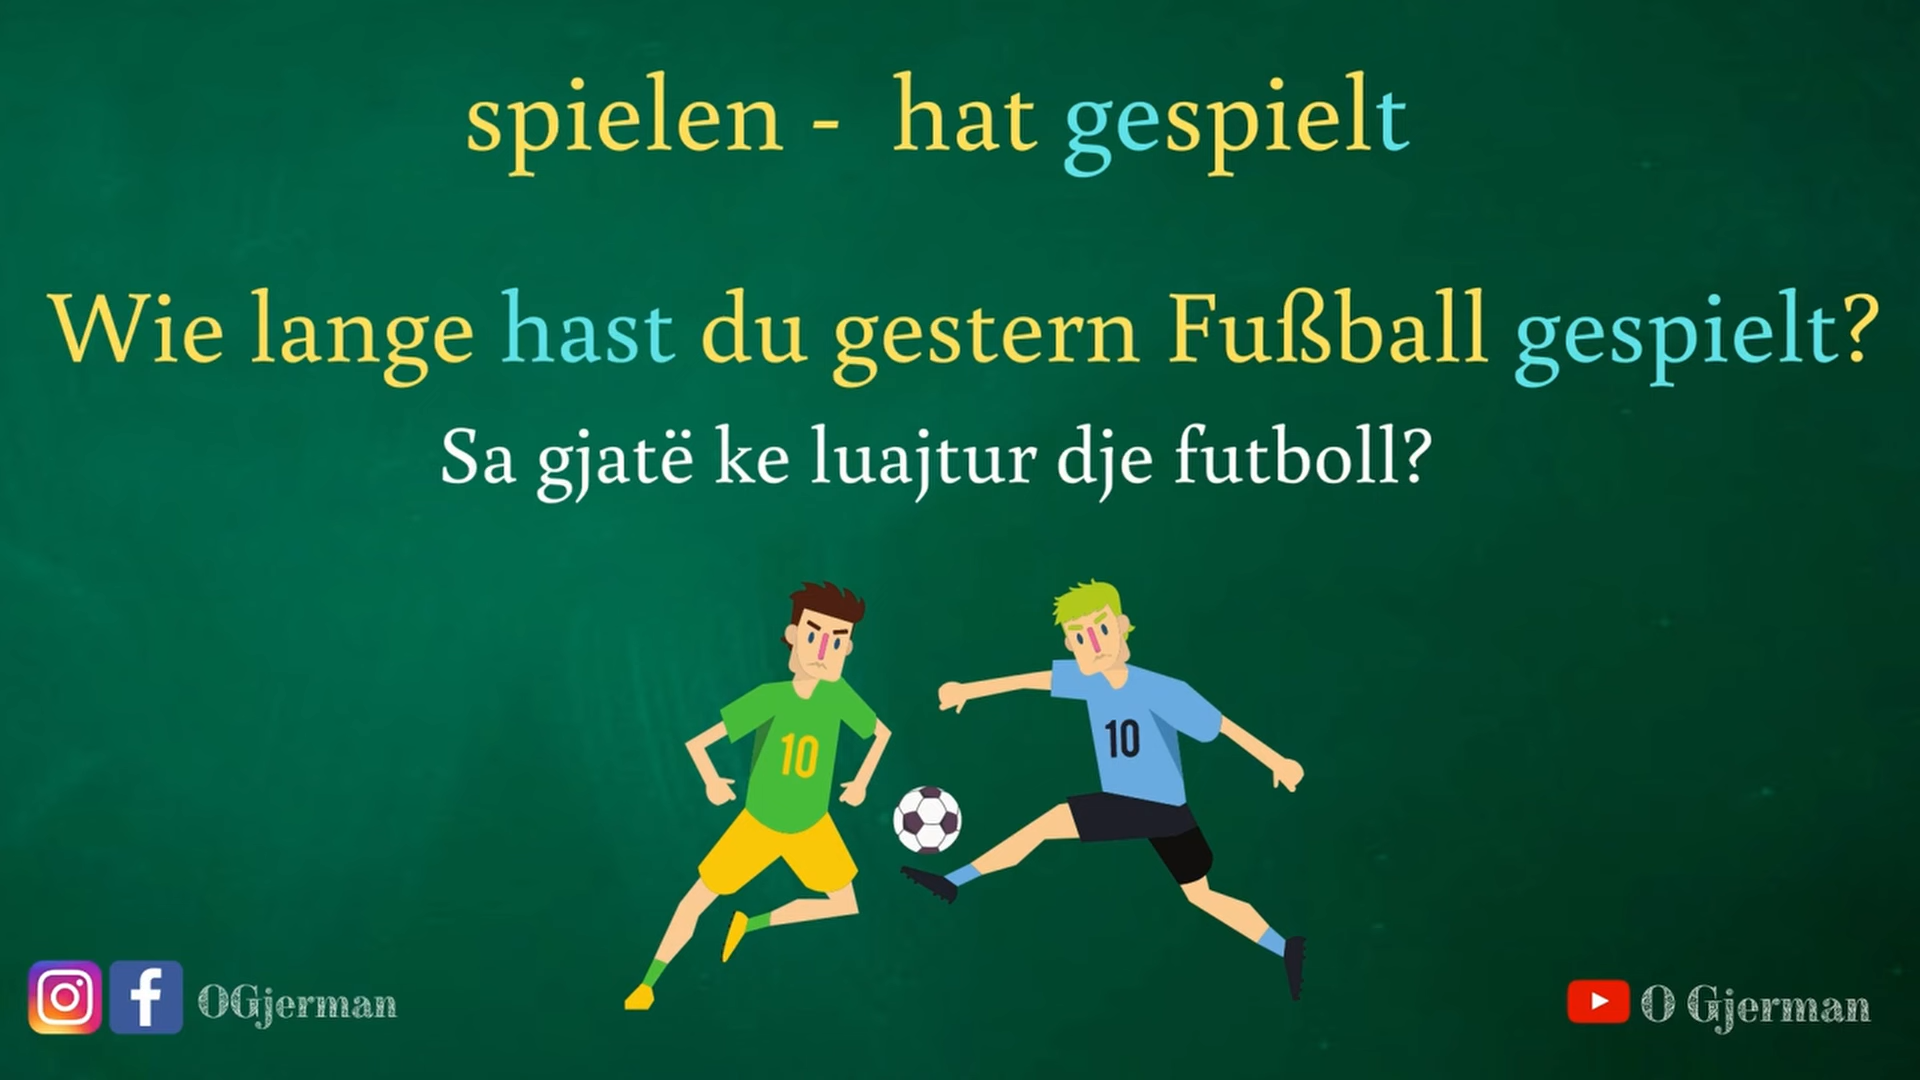 spielen - hat gespielt
Wie lange hast du gestern Fußball gespielt?
Sa gjatë ke luajtur dje futboll?
10
10
OGjerman
O Gjerman